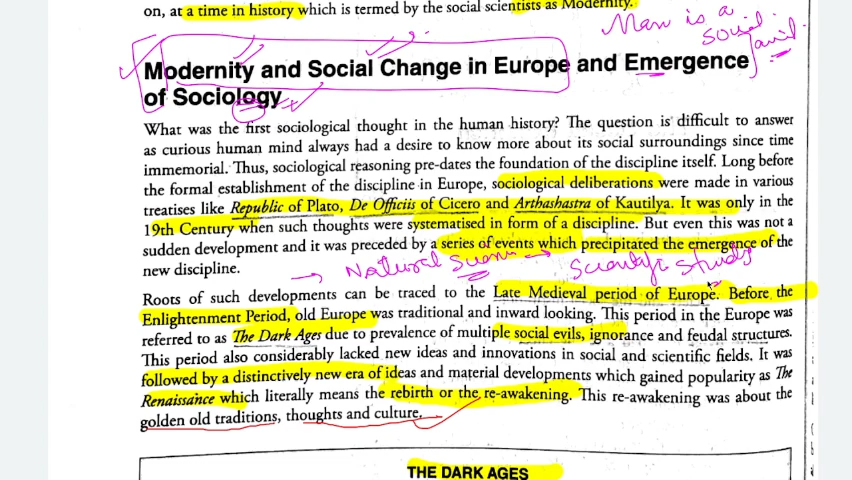 on, at a time in history which is termed by the social scientists as Modernity.
Man is a
social
Modernity and Social Change in Europe and Emergence
of Sociology
What was the first sociological thought in the human history? The question is difficult to answer
as curious human mind always had a desire to know more about its social surroundings since time
immemorial. Thus, sociological reasoning pre-dates the foundation of the discipline itself. Long before
the formal establishment of the discipline in Europe, sociological deliberations were made in various
treatises like Republic of Plato, De Officiis of Cicero and Arthashastra of Kautilya. It was only in the
19th Century when such thoughts were systematised in form of a discipline. But even this was not a
sudden development and it was preceded by a series of events which precipitated the emergence of the
new discipline.
→ Natural → Scientific study
Roots of such developments can be traced to the Late Medieval period of Europe. Before the
Enlightenment Period, old Europe was traditional and inward looking. This period in the Europe was
referred to as The Dark Ages due to prevalence of multiple social evils, ignorance and feudal structures.
This period also considerably lacked new ideas and innovations in social and scientific fields. It was
followed by a distinctively new era of ideas and material developments which gained popularity as The
Renaissance which literally means the rebirth or the re-awakening. This re-awakening was about the
golden old traditions, thoughts and culture.
THE DARK AGES